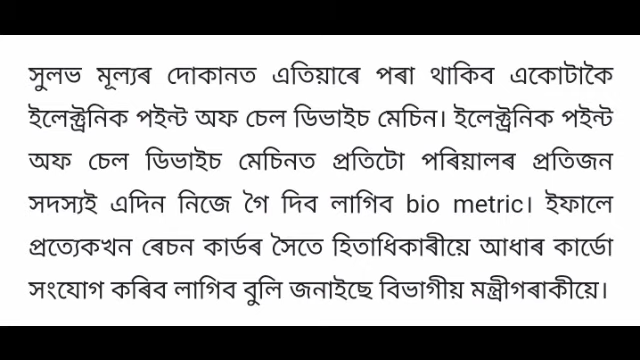 সুলভ মূল্যৰ দোকানত এতিয়াৰে পৰা থাকিব একোটাকৈ
ইলেক্ট্ৰনিক পইন্ট অফ চেল ডিভাইচ মেচিন। ইলেক্ট্ৰনিক পইন্ট
অফ চেল ডিভাইচ মেচিনত প্ৰতিটো পৰিয়ালৰ প্ৰতিজন
সদস্যই এদিন নিজে গৈ দিব লাগিব bio metric। ইফালে
প্ৰত্যেকখন ৰেচন কাৰ্ডৰ সৈতে হিতাধিকাৰীয়ে আধাৰ কাৰ্ডো
সংযোগ কৰিব লাগিব বুলি জনাইছে বিভাগীয় মন্ত্ৰীগৰাকীয়ে।